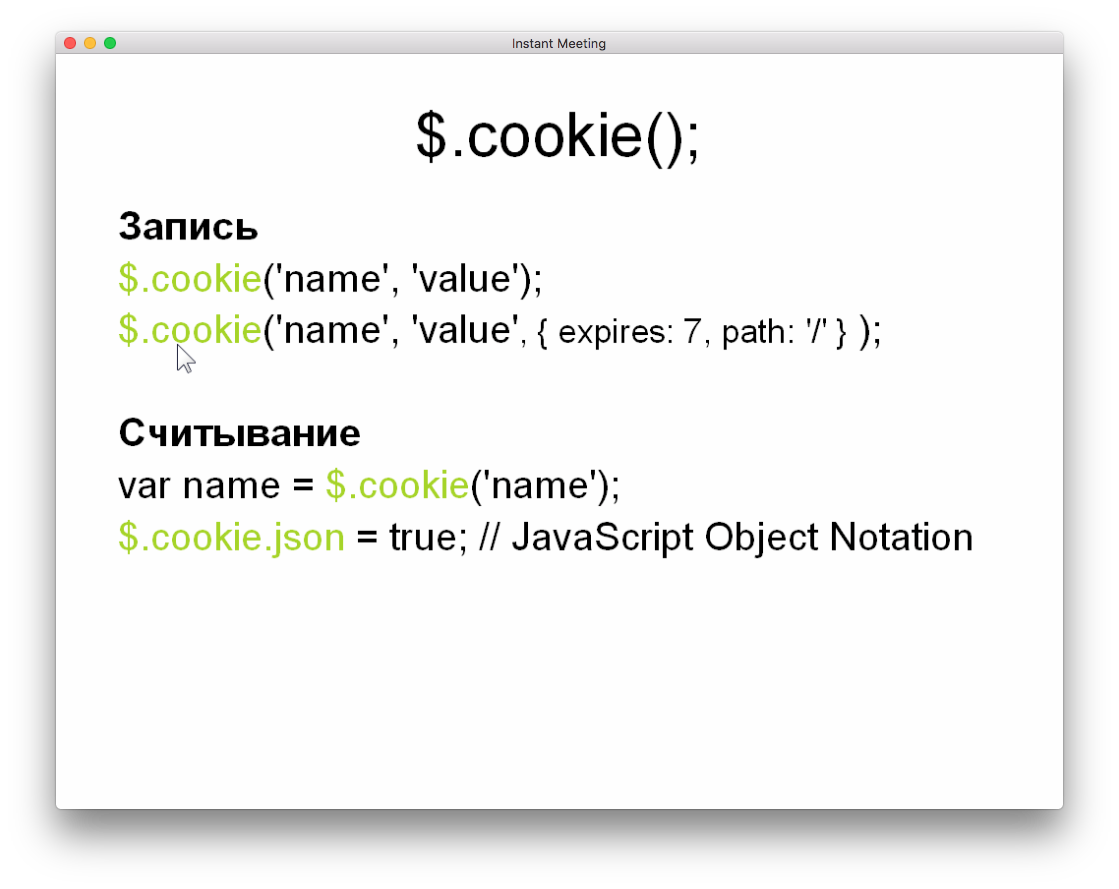 Instant Meeting
$.cookie();
Запись
$.cookie('name', 'value');
$.cookie('name', 'value', { expires: 7, path: '/' } );
Считывание
var name = $.cookie('name');
$.cookie.json = true; // JavaScript Object Notation